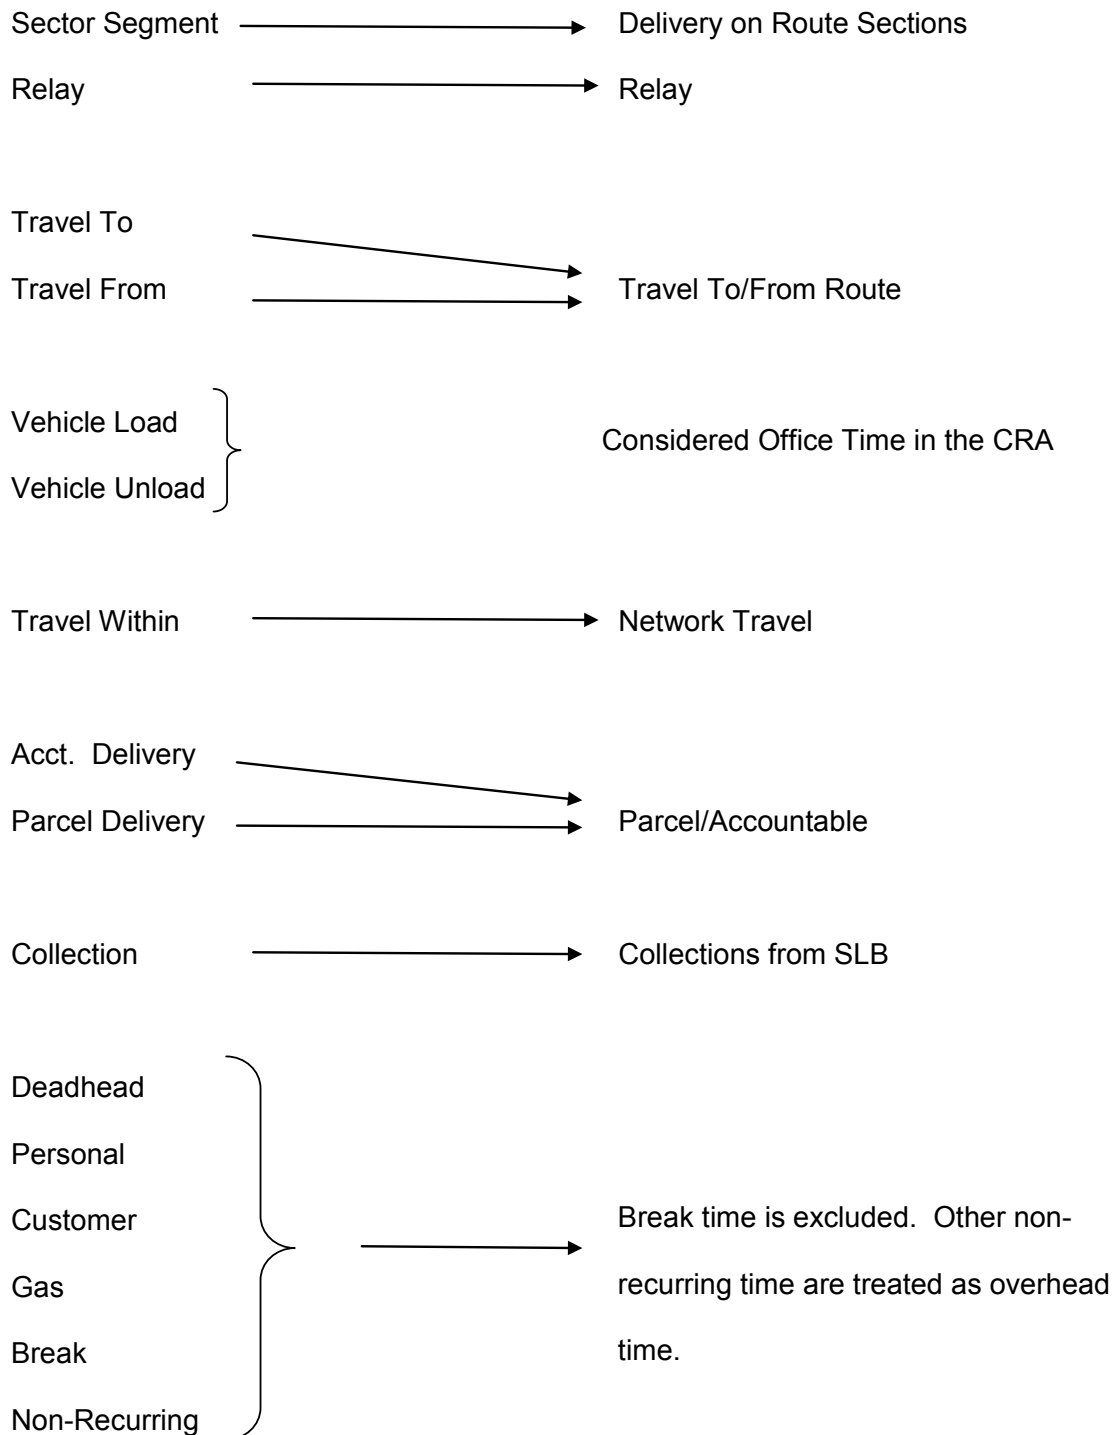 Sector Segment Delivery on Route Sections
Relay Relay
Travel To
Travel From Travel To/From Route
Vehicle Load
Considered Office Time in the CRA
Vehicle Unload
Travel Within Network Travel
Acct.  Delivery
Parcel Delivery Parcel/Accountable
Collection Collections from SLB
Deadhead
Personal
Customer Break time is excluded.  Other non-
Gas recurring time are treated as overhead
Break time.
Non-Recurring